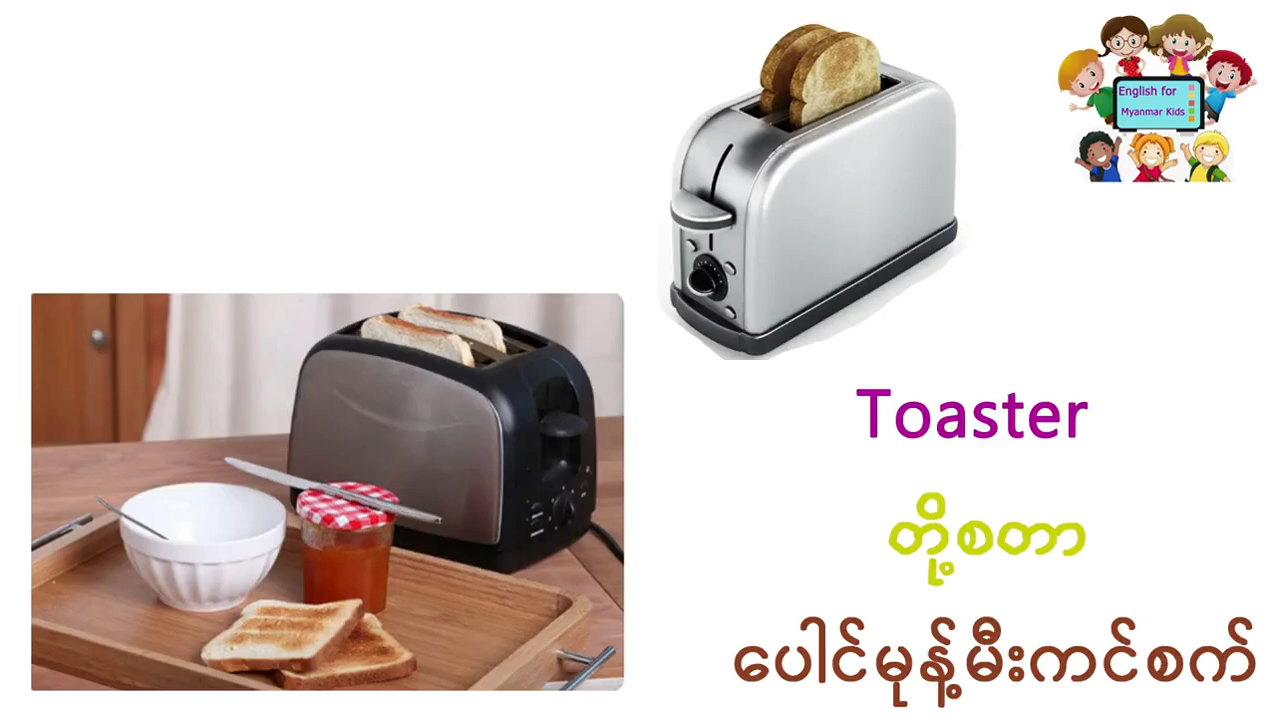 English for
Myanmar Kids
Toaster
တို့စတာ
ပေါင်မုန့်မီးကင်စက်